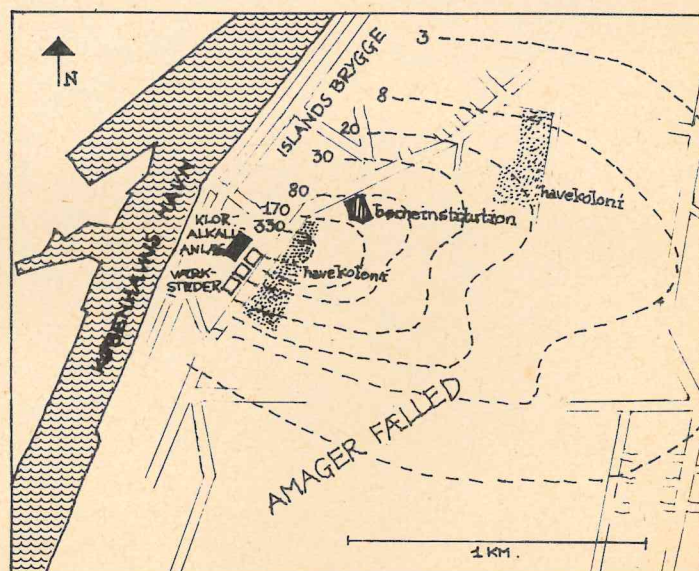 3
N
ISLANDS BRYGGE
8
20
30
80
170
330
KLOR-
ALKALI
ANLÆG
VÆRK-
STEDER
KØBENHAVNS HAVN
børneinstitution
havekoloni
havekoloni
AMAGER FÆLLED
1 KM.